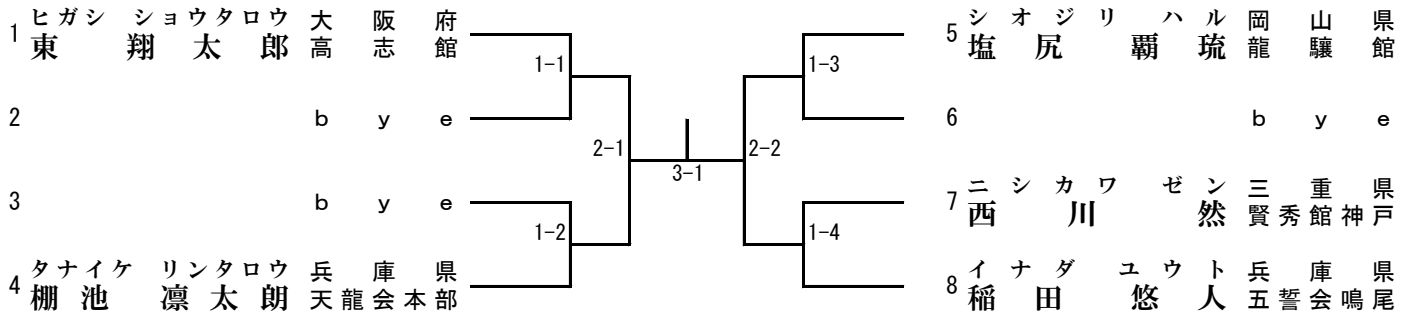 1 ヒガシ ショウタロウ 大阪府
東 翔太郎 高志館
2 bye
3 bye
4 タナイケ リンタロウ 兵庫県
棚池 凛太朗 天龍会本部
1-1
1-2
2-1
3-1
2-2
1-3
1-4
5 シオジリ ハル 岡山県
塩尻 覇琉 龍驤館
6 bye
7 ニシカワ ゼン 三重県
西川 然 賢秀館神戸
8 イナダ ユウト 兵庫県
稲田 悠人 五誓会鳴尾